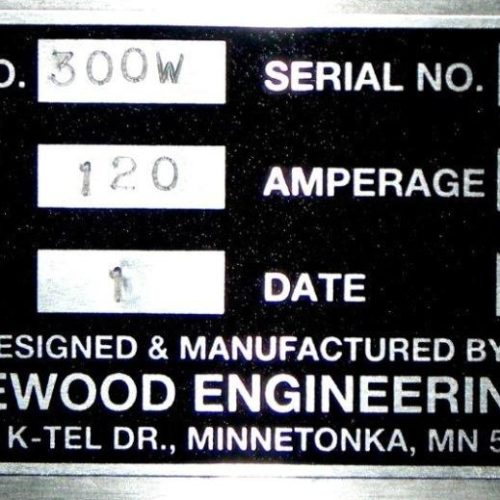 O. 300W SERIAL NO.
120 AMPERAGE
1 DATE
ESIGNED & MANUFACTURED BY
EWOOD ENGINEERIN
K-TEL DR., MINNETONKA, MN 5